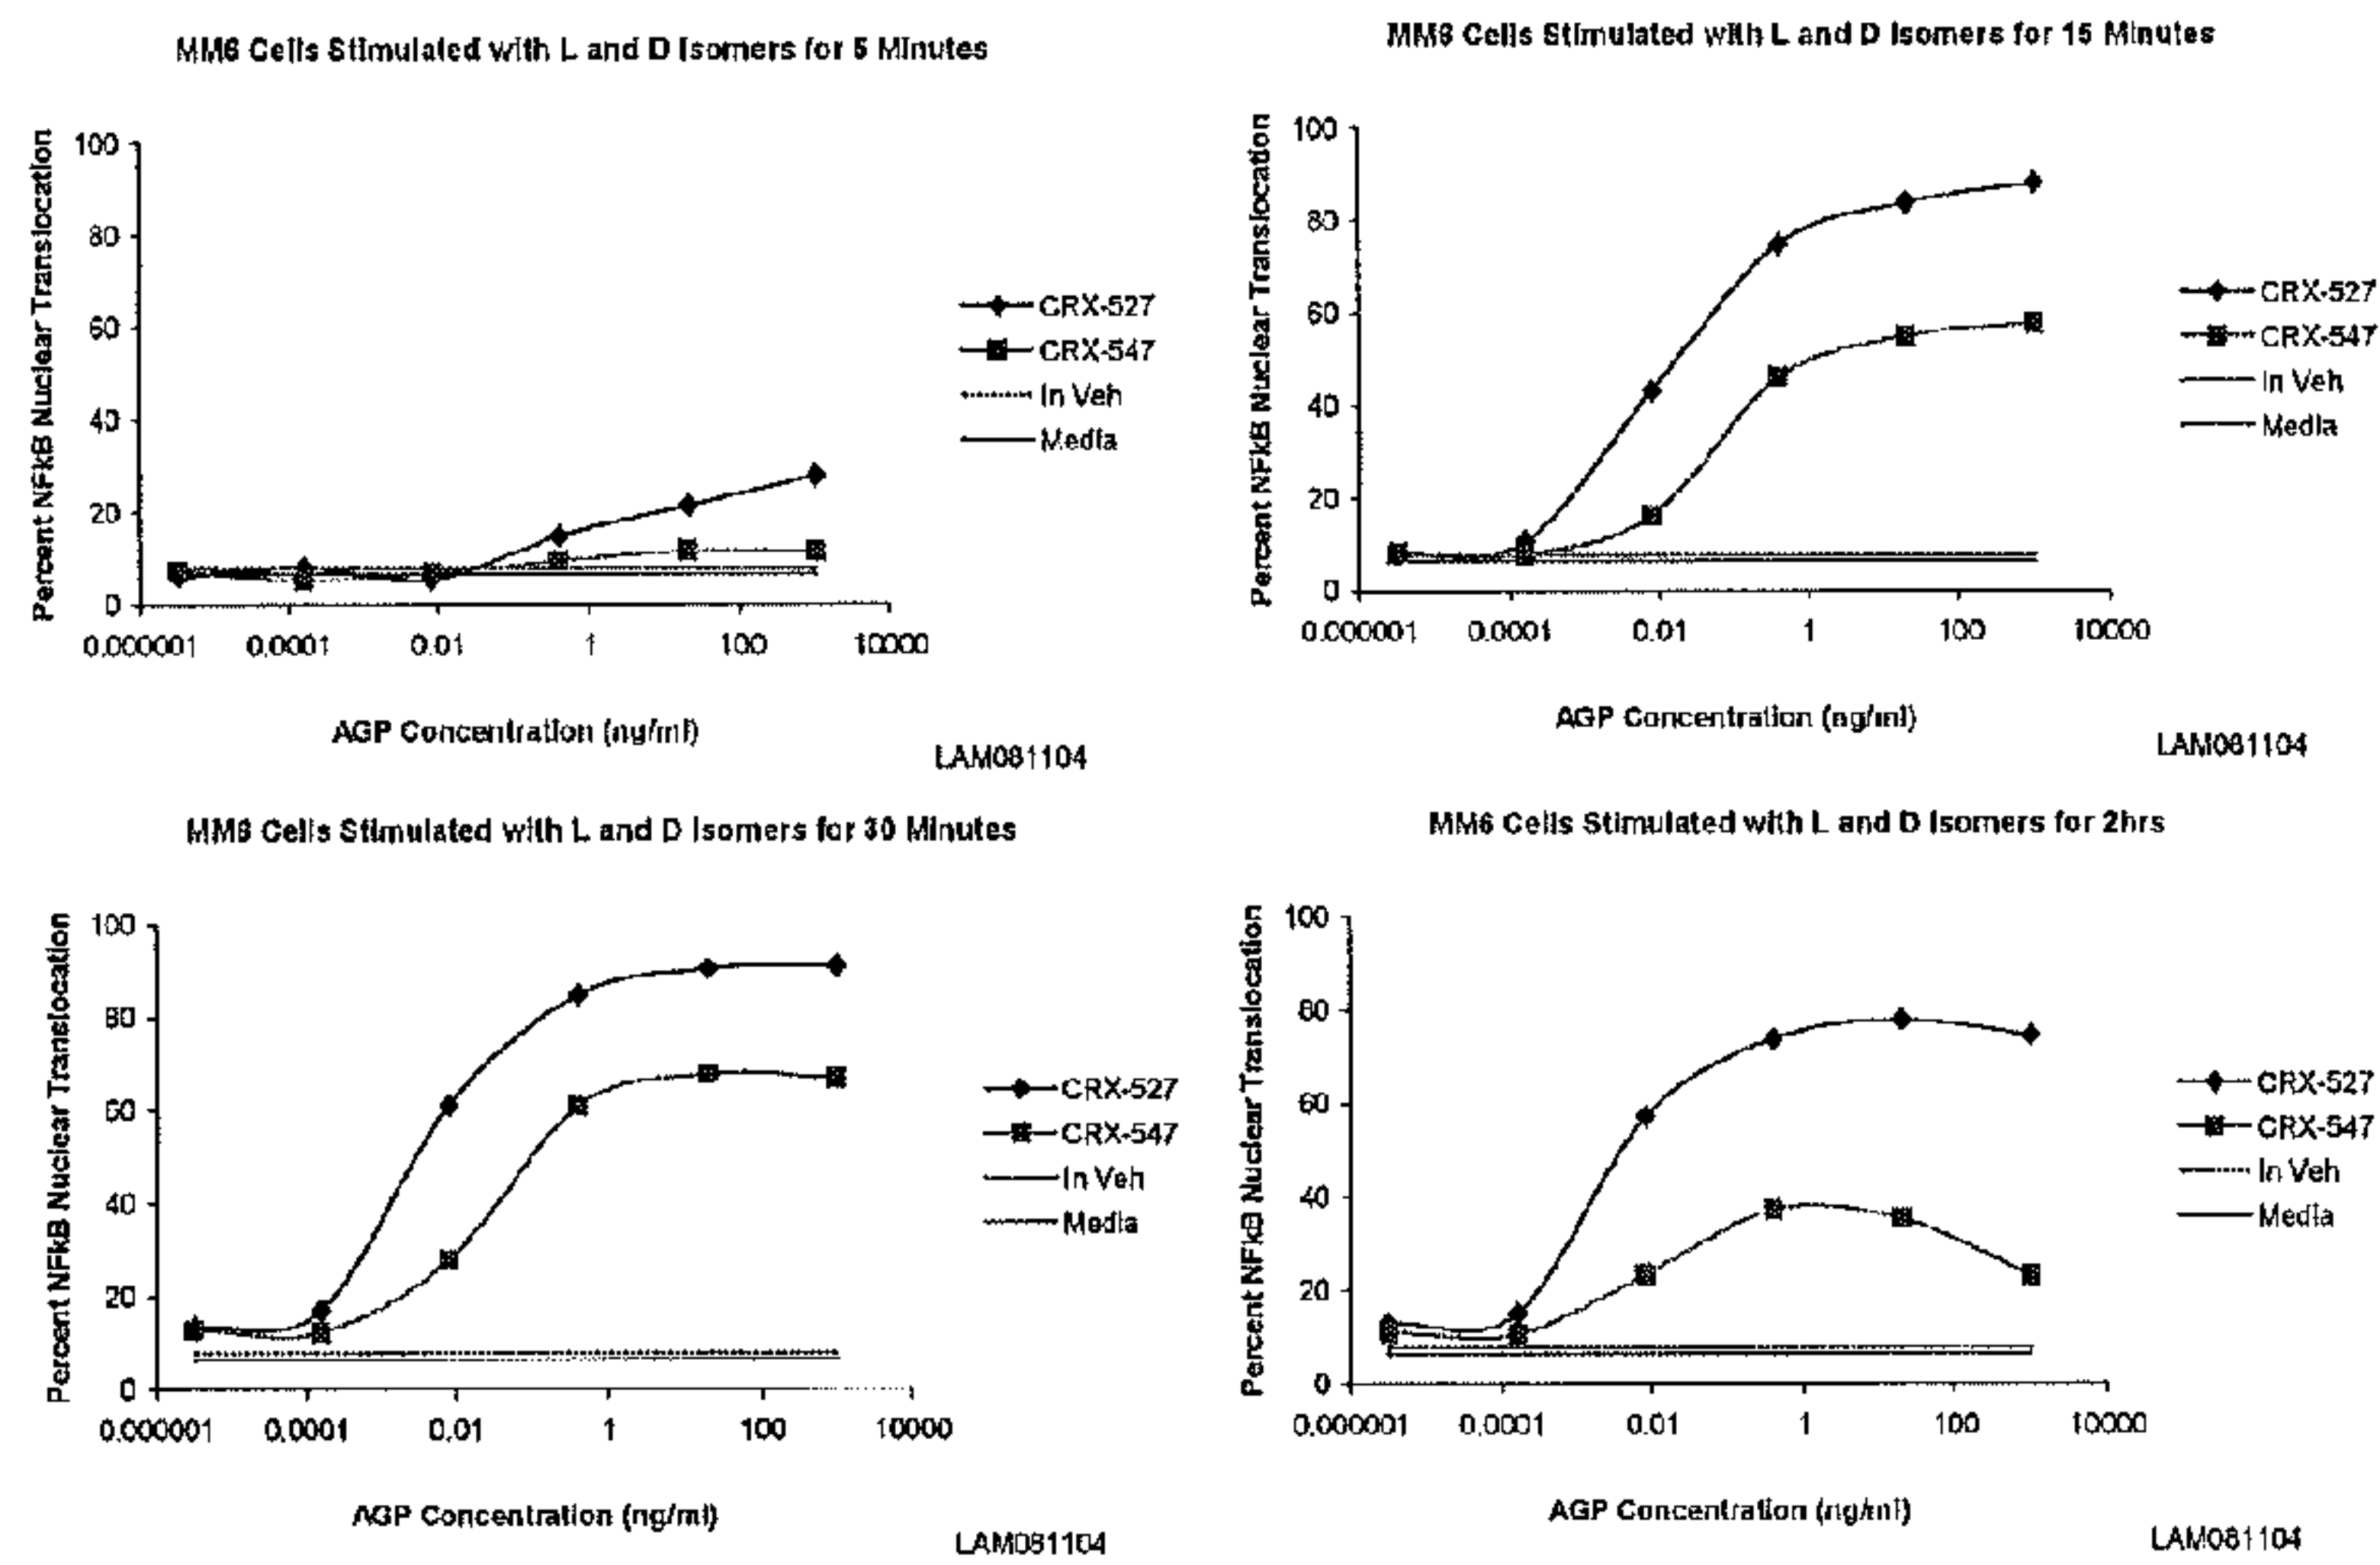 MM6 Cells Stimulated with L and D Isomers for 5 Minutes
Percent NFkB Nuclear Translocation
100
80
60
40
20
0
0.000001 0.0001 0.01 1 100 10000
AGP Concentration (ng/ml)
CRX-527
CRX-547
In Veh
Media
LAM081104
MM6 Cells Stimulated with L and D Isomers for 15 Minutes
Percent NFkB Nuclear Translocation
100
80
60
40
20
0
0.000001 0.0001 0.01 1 100 10000
AGP Concentration (ng/ml)
CRX-527
CRX-547
In Veh
Media
LAM081104
MM6 Cells Stimulated with L and D Isomers for 30 Minutes
Percent NFkB Nuclear Translocation
100
80
60
40
20
0
0.000001 0.0001 0.01 1 100 10000
AGP Concentration (ng/ml)
CRX-527
CRX-547
In Veh
Media
LAM081104
MM6 Cells Stimulated with L and D Isomers for 2hrs
Percent NFkB Nuclear Translocation
100
80
60
40
20
0
0.000001 0.0001 0.01 1 100 10000
AGP Concentration (ng/ml)
CRX-527
CRX-547
In Veh
Media
LAM081104